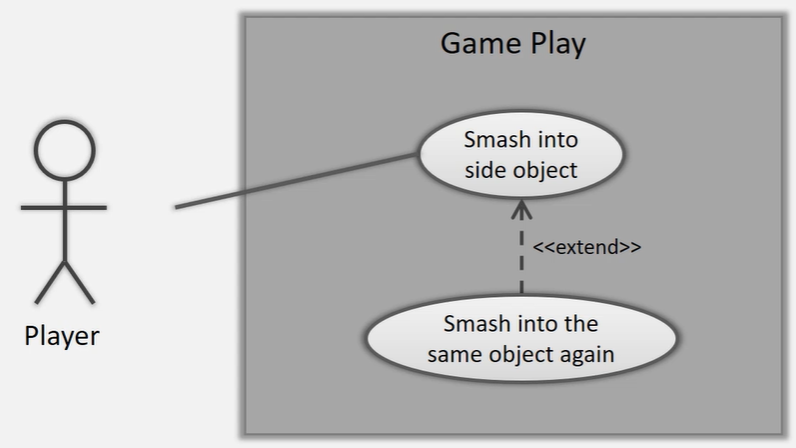 Game Play
Smash into
side object
<<extend>>
Smash into the
same object again
Player